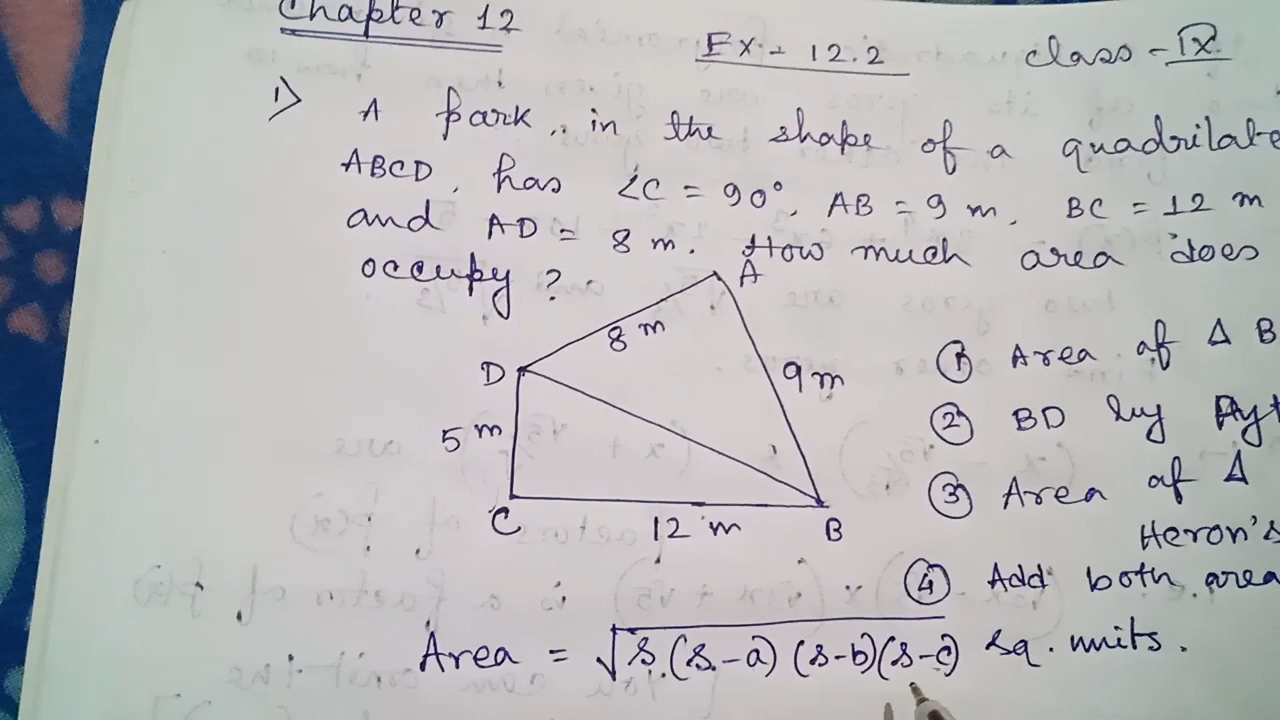 Chapter 12
Ex - 12.2
class - IX
1) A park, in the shape of a quadrilate
ABCD, has ∠C = 90°, AB = 9 m, BC = 12 m
and AD = 8 m. How much area does
occupy ?
A
8 m
D
9 m
5 m
C
12 m
B
① Area of Δ B
② BD by Pyt
③ Area of Δ
Heron's
④ Add both area
Area = √s(s-a)(s-b)(s-c) sq. units.